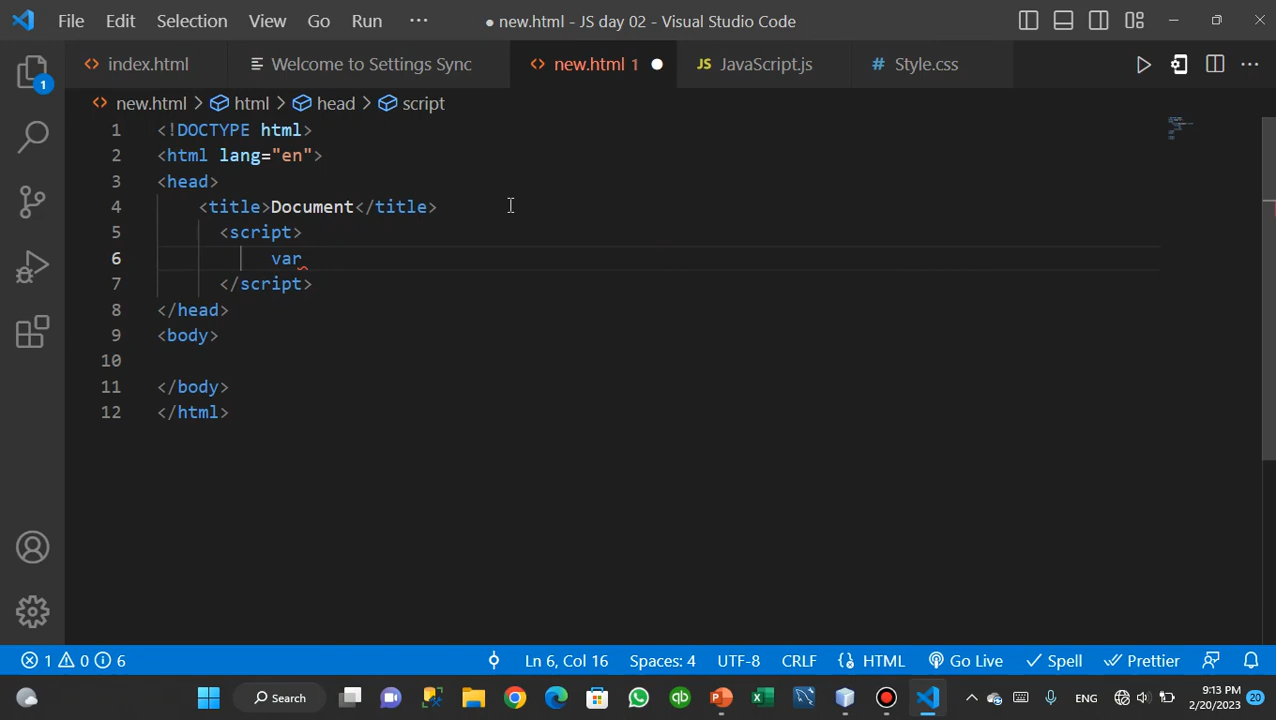 File Edit Selection View Go Run ··· ● new.html - JS day 02 - Visual Studio Code
<> index.html Welcome to Settings Sync <> new.html 1 ● JS JavaScript.js # Style.css ···
<> new.html > html > head > script
1 <!DOCTYPE html>
2 <html lang="en">
3 <head>
4 <title>Document</title>
5 <script>
6 var
7 </script>
8 </head>
9 <body>
10
11 </body>
12 </html>
1
1 0 6 Ln 6, Col 16 Spaces: 4 UTF-8 CRLF HTML Go Live Spell Prettier
Search ENG 9:13 PM
2/20/2023 20